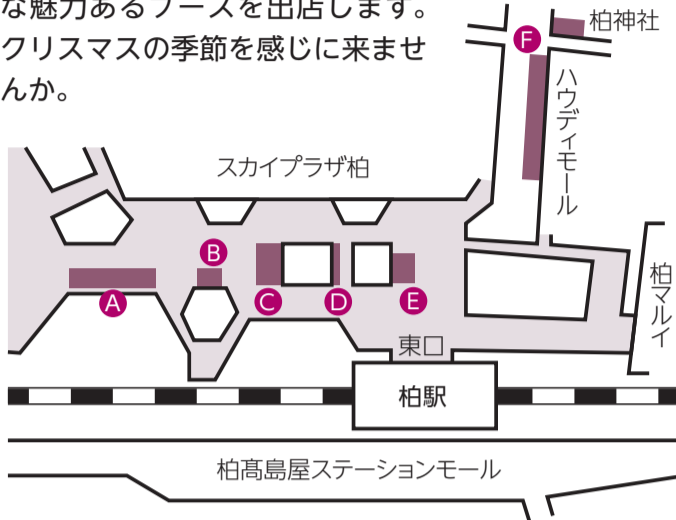 な魅力あるブースを出店します。
クリスマスの季節を感じに来ませ
んか。
柏神社
F
ハウディモール
スカイプラザ柏
A
B
C
D
E
柏マルイ
東口
柏駅
柏髙島屋ステーションモール